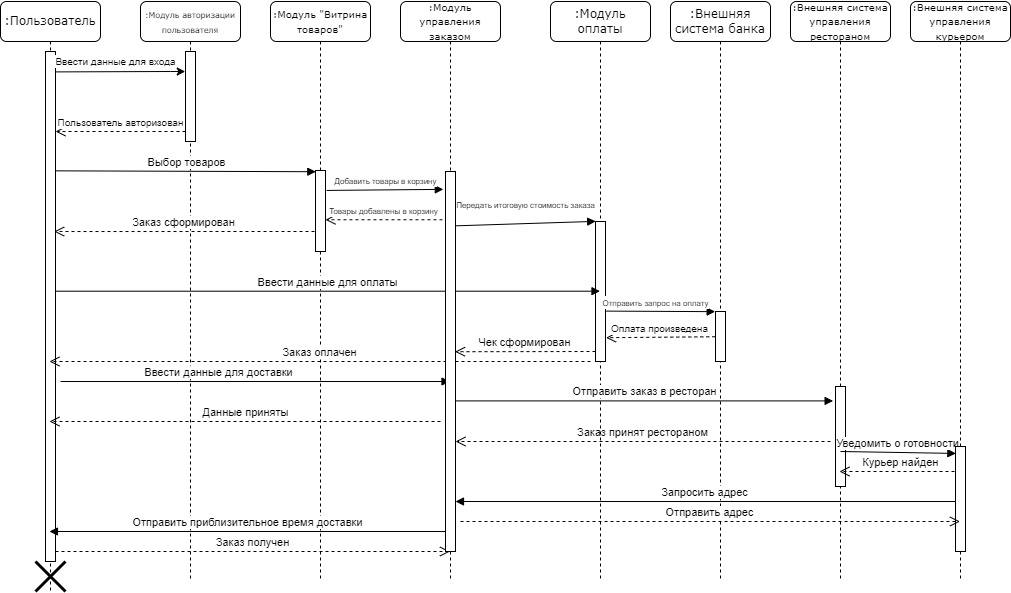 :Пользователь
:Модуль авторизации
пользователя
:Модуль "Витрина
товаров"
:Модуль
управления
заказом
:Модуль
оплаты
:Внешняя
система банка
:Внешняя система
управления
рестораном
:Внешняя система
управления
курьером
Ввести данные для входа
Пользователь авторизован
Выбор товаров
Добавить товары в корзину
Передать итоговую стоимость заказа
Товары добавлены в корзину
Заказ сформирован
Ввести данные для оплаты
Отправить запрос на оплату
Оплата произведена
Чек сформирован
Заказ оплачен
Ввести данные для доставки
Отправить заказ в ресторан
Данные приняты
Заказ принят рестораном
Уведомить о готовности
Курьер найден
Запросить адрес
Отправить адрес
Отправить приблизительное время доставки
Заказ получен